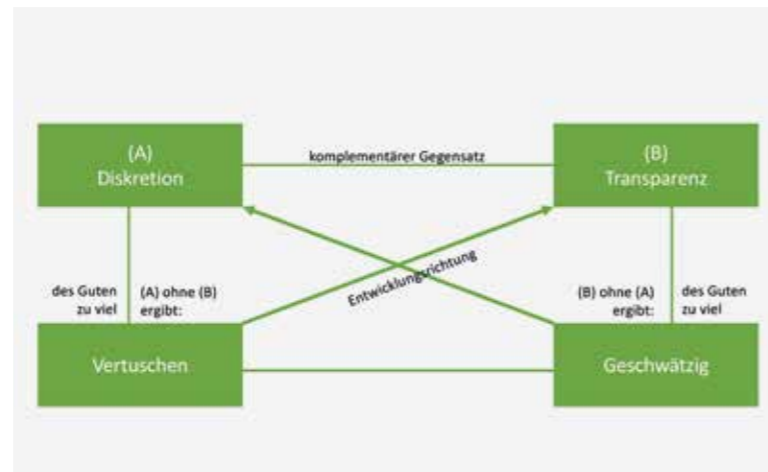 (A)
Diskretion
komplementärer Gegensatz
(B)
Transparenz
des Guten
zu viel
(A) ohne (B)
ergibt:
Entwicklungsrichtung
(B) ohne (A)
ergibt:
des Guten
zu viel
Vertuschen
Geschwätzig